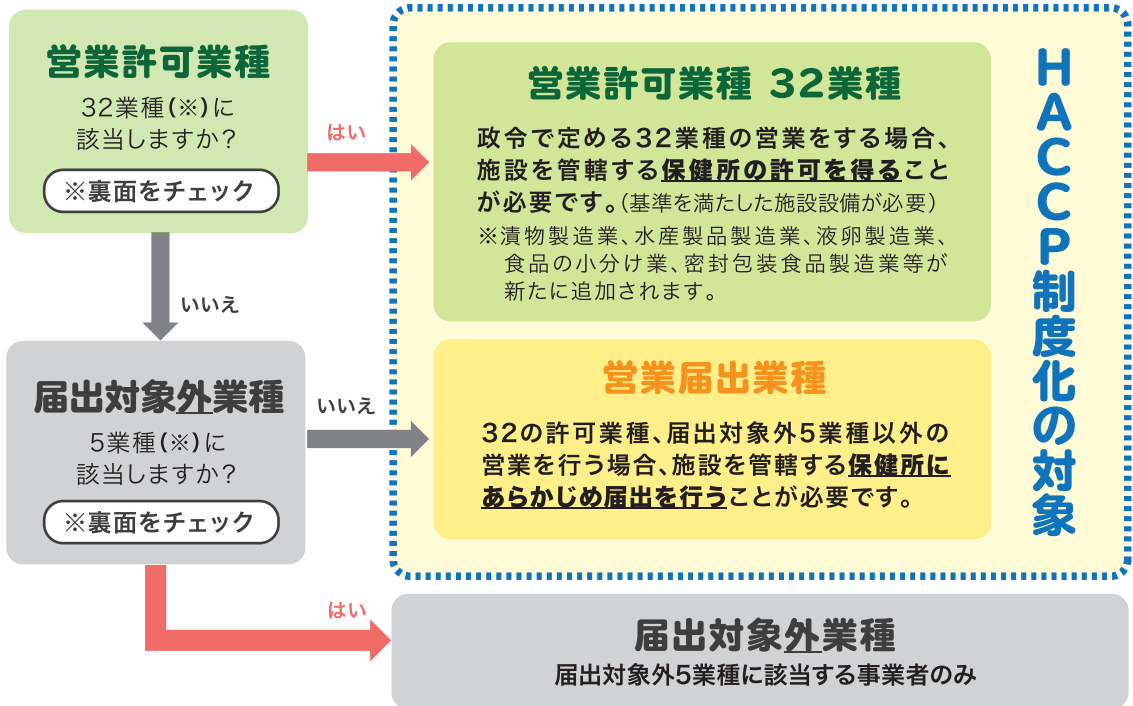 営業許可業種
32業種(※)に
該当しますか?
※裏面をチェック
はい
営業許可業種 32業種
政令で定める32業種の営業をする場合、
施設を管轄する保健所の許可を得ること
が必要です。(基準を満たした施設設備が必要)
※漬物製造業、水産製品製造業、液卵製造業、
食品の小分け業、密封包装食品製造業等が
新たに追加されます。
HACCP制度化の対象
いいえ
届出対象外業種
5業種(※)に
該当しますか?
※裏面をチェック
いいえ
営業届出業種
32の許可業種、届出対象外5業種以外の
営業を行う場合、施設を管轄する保健所に
あらかじめ届出を行うことが必要です。
はい
届出対象外業種
届出対象外5業種に該当する事業者のみ